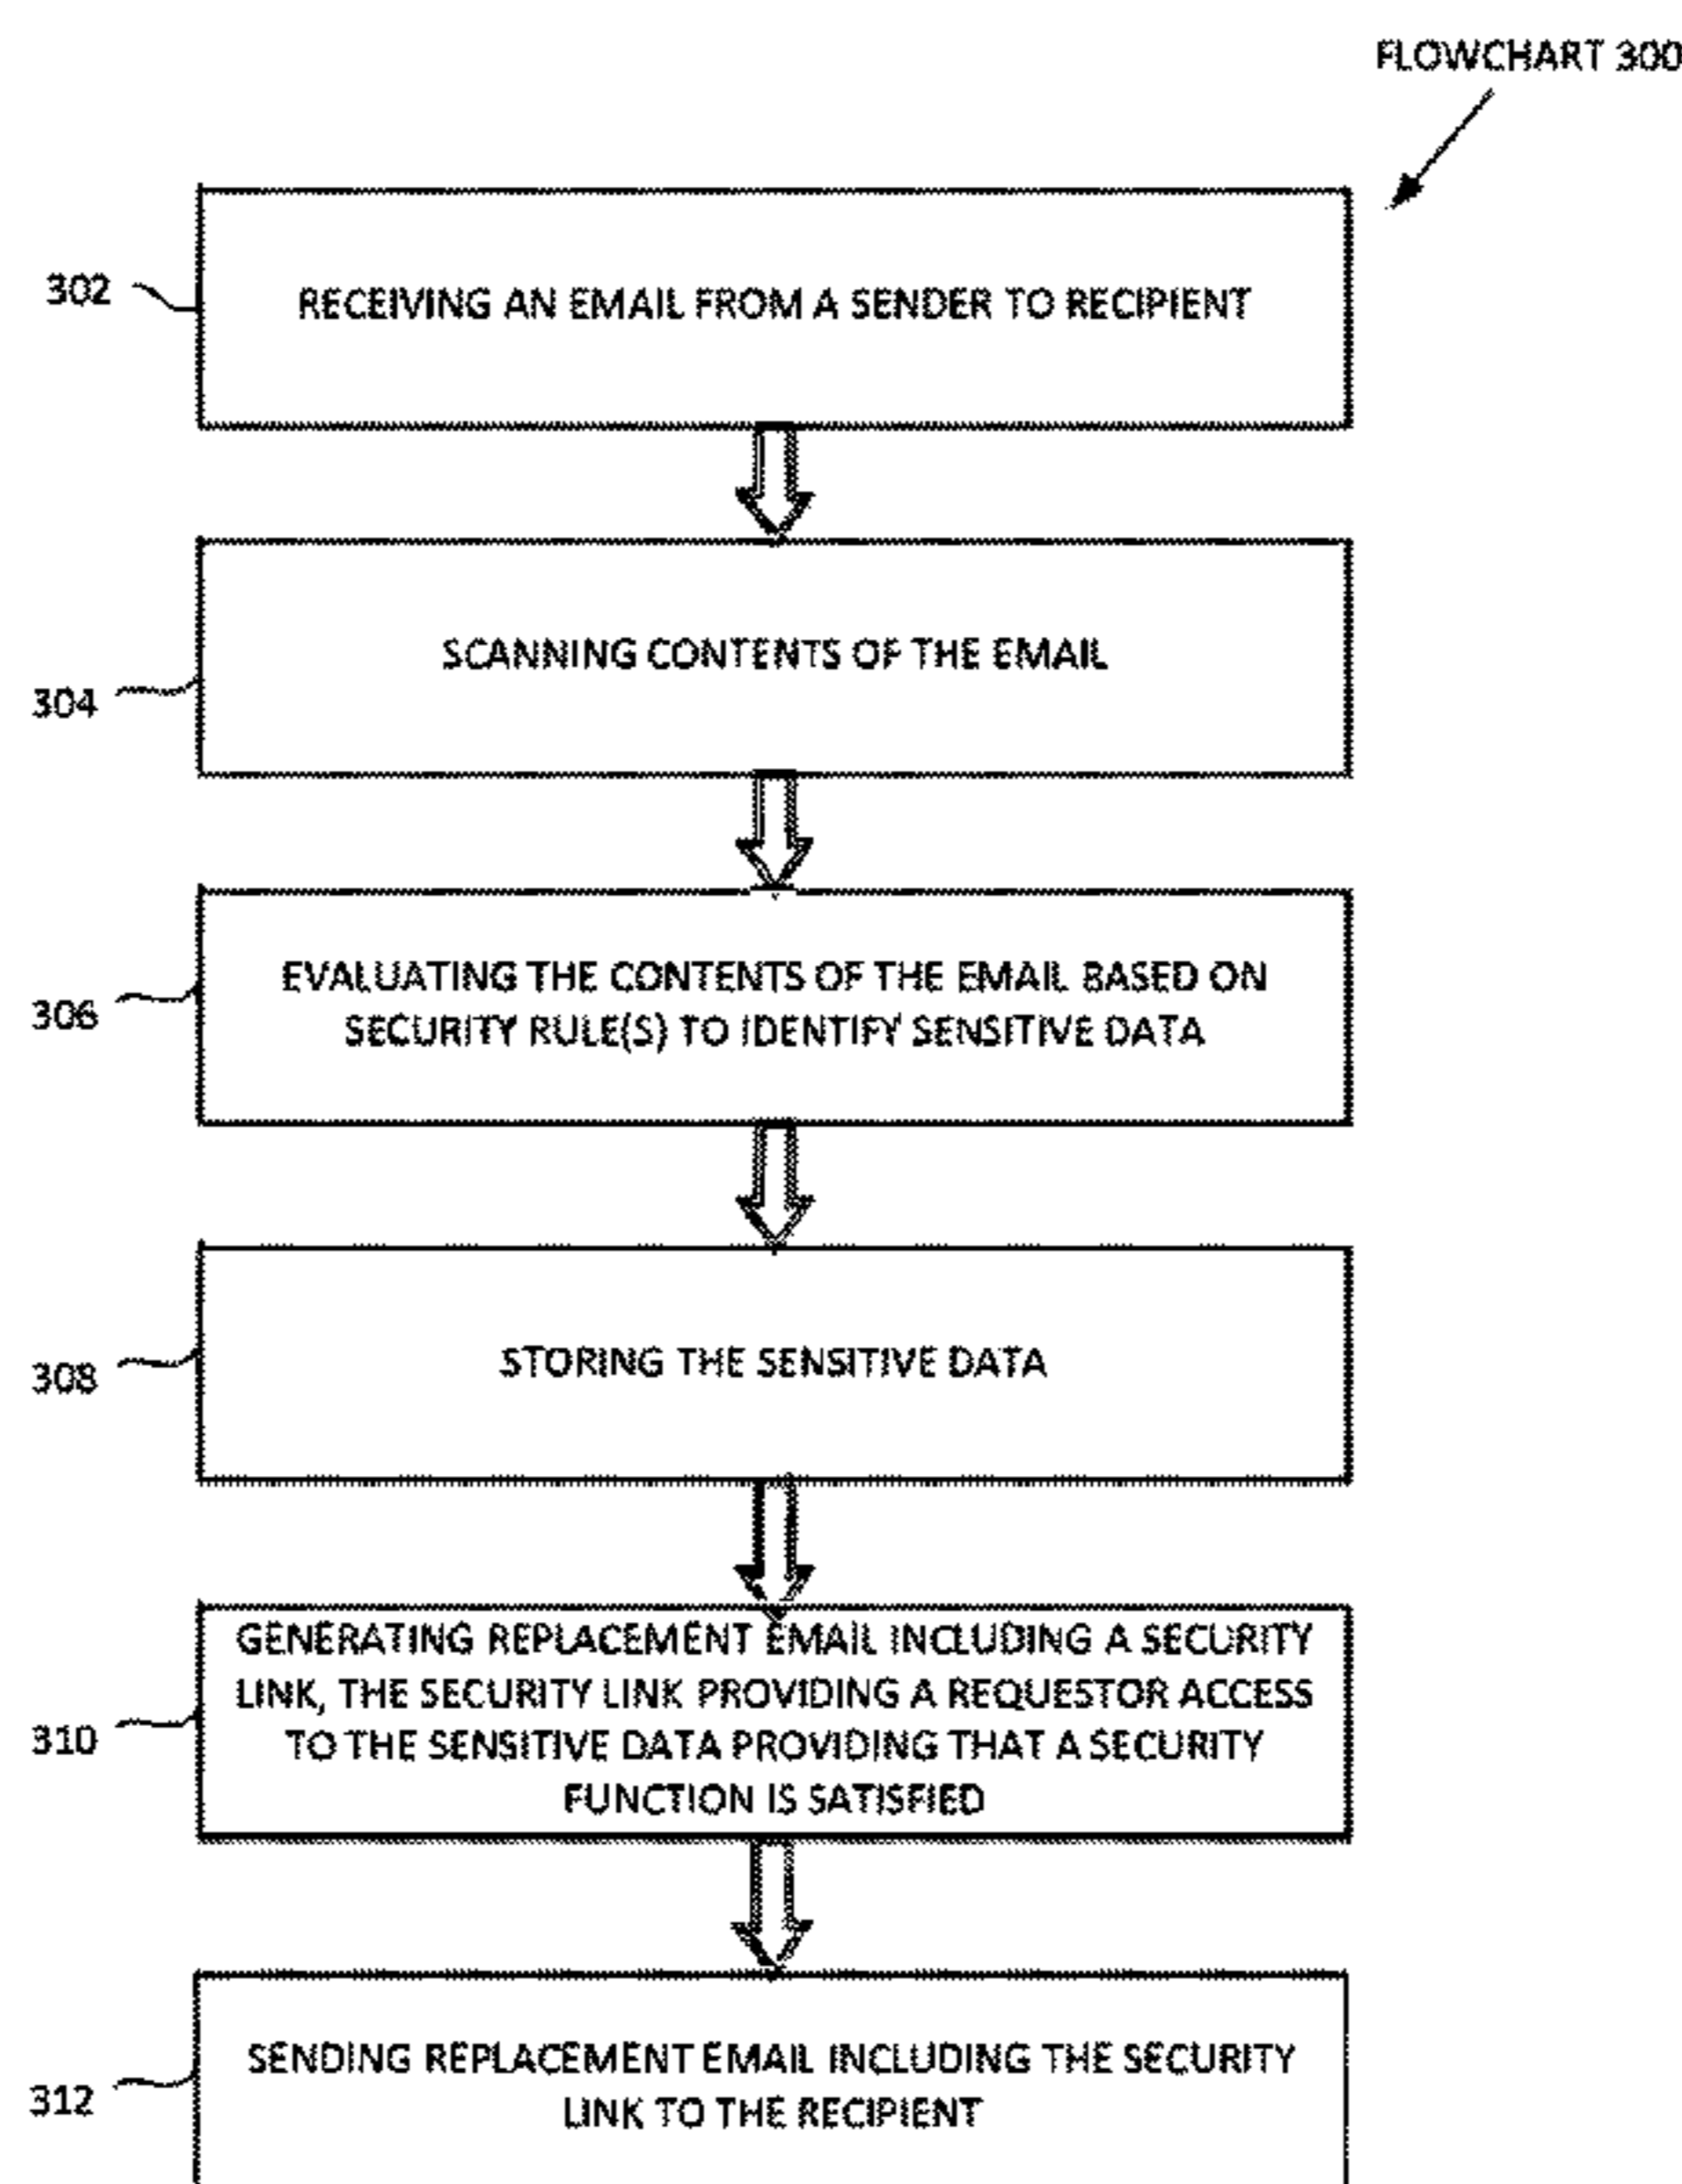 FLOWCHART 300
302
RECEIVING AN EMAIL FROM A SENDER TO RECIPIENT
SCANNING CONTENTS OF THE EMAIL
304
EVALUATING THE CONTENTS OF THE EMAIL BASED ON
SECURITY RULE(S) TO IDENTIFY SENSITIVE DATA
306
STORING THE SENSITIVE DATA
308
GENERATING REPLACEMENT EMAIL INCLUDING A SECURITY
LINK, THE SECURITY LINK PROVIDING A REQUESTOR ACCESS
TO THE SENSITIVE DATA PROVIDING THAT A SECURITY
FUNCTION IS SATISFIED
310
SENDING REPLACEMENT EMAIL INCLUDING THE SECURITY
LINK TO THE RECIPIENT
312